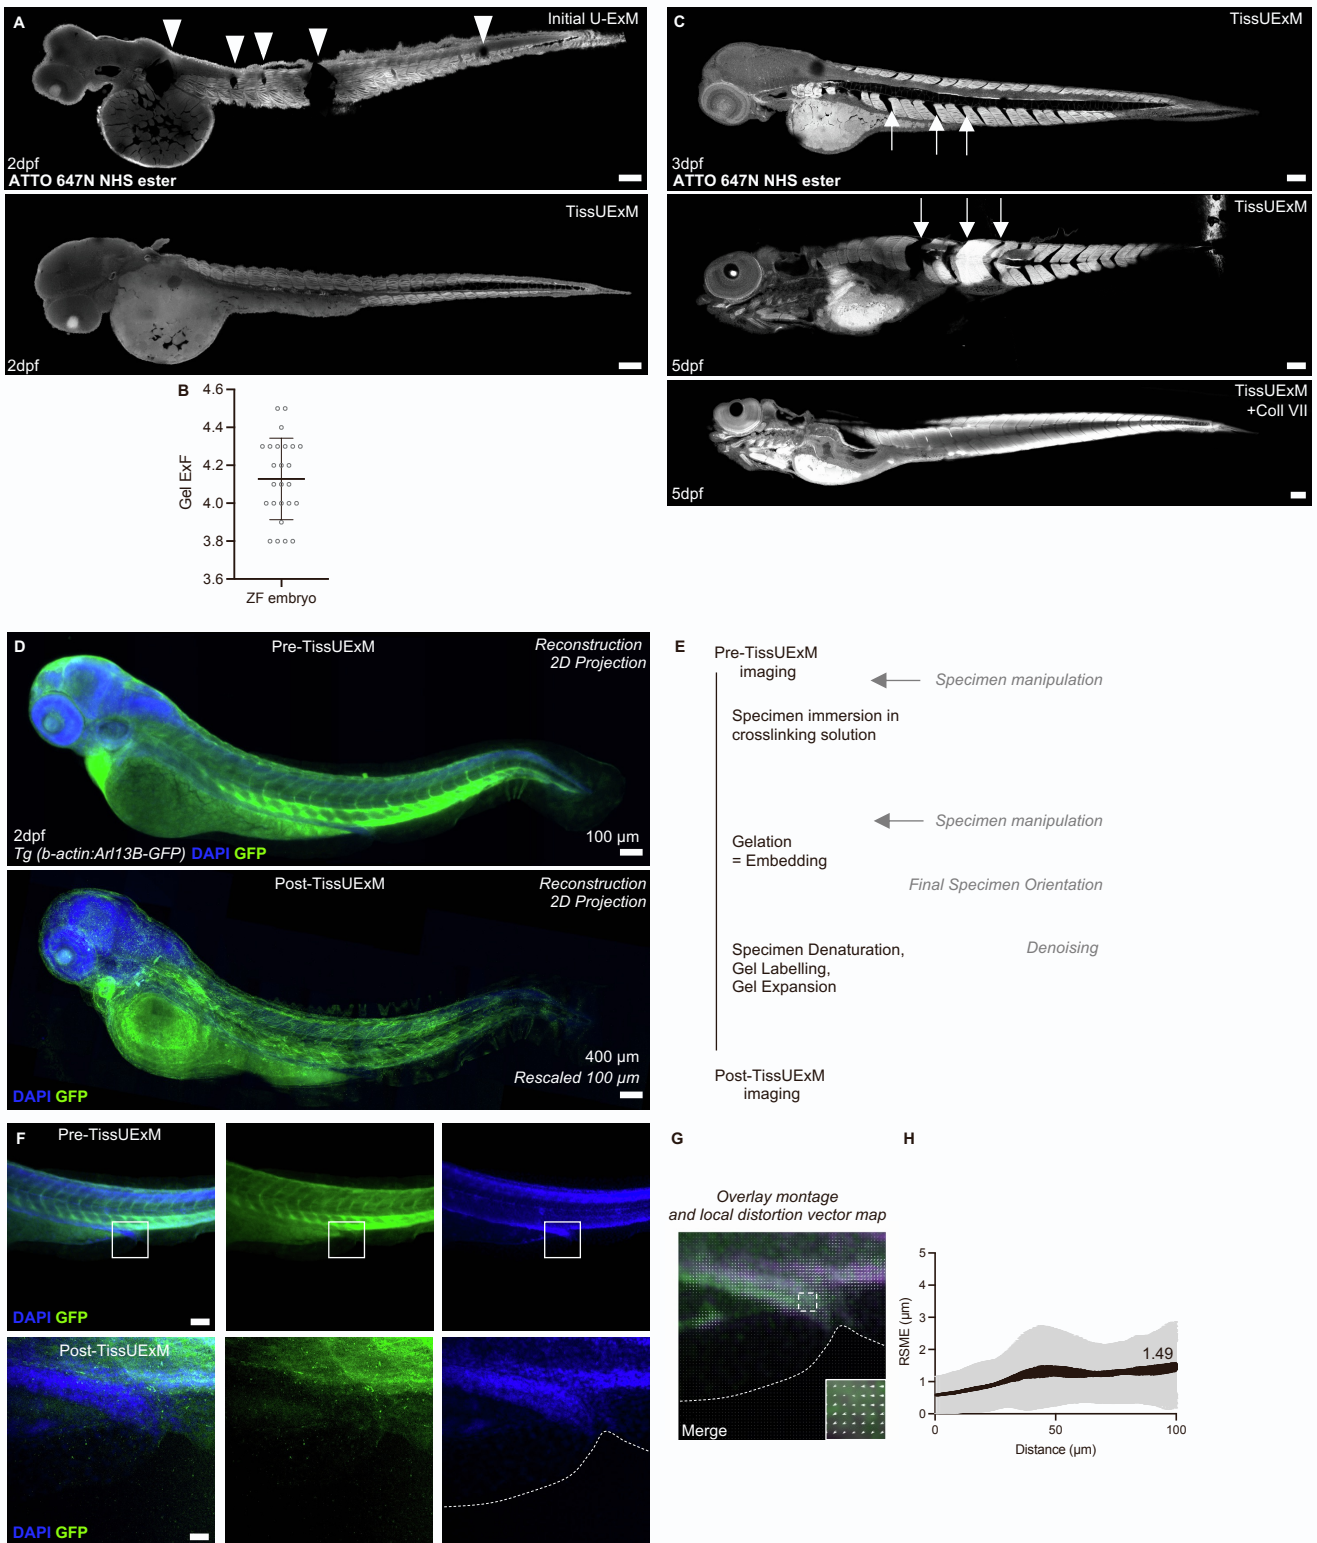 A
Initial U-ExM
2dpf
ATTO 647N NHS ester
TissUExM
2dpf
B
4.6
4.4
4.2
4.0
3.8
3.6
Gel ExF
ZF embryo
C
TissUExM
3dpf
ATTO 647N NHS ester
TissUExM
5dpf
TissUExM
+Coll VII
5dpf
D
Pre-TissUExM
Reconstruction
2D Projection
2dpf
100 µm
Tg (b-actin:Arl13B-GFP) DAPI GFP
Post-TissUExM
Reconstruction
2D Projection
400 µm
Rescaled 100 µm
DAPI GFP
E
Pre-TissUExM
imaging
Specimen manipulation
Specimen immersion in
crosslinking solution
Specimen manipulation
Gelation
= Embedding
Final Specimen Orientation
Specimen Denaturation,
Gel Labelling,
Gel Expansion
Denoising
Post-TissUExM
imaging
F
Pre-TissUExM
DAPI GFP
Post-TissUExM
DAPI GFP
G
Overlay montage
and local distortion vector map
Merge
H
5
4
3
2
1
0
RSME (µm)
1.49
0
50
100
Distance (µm)